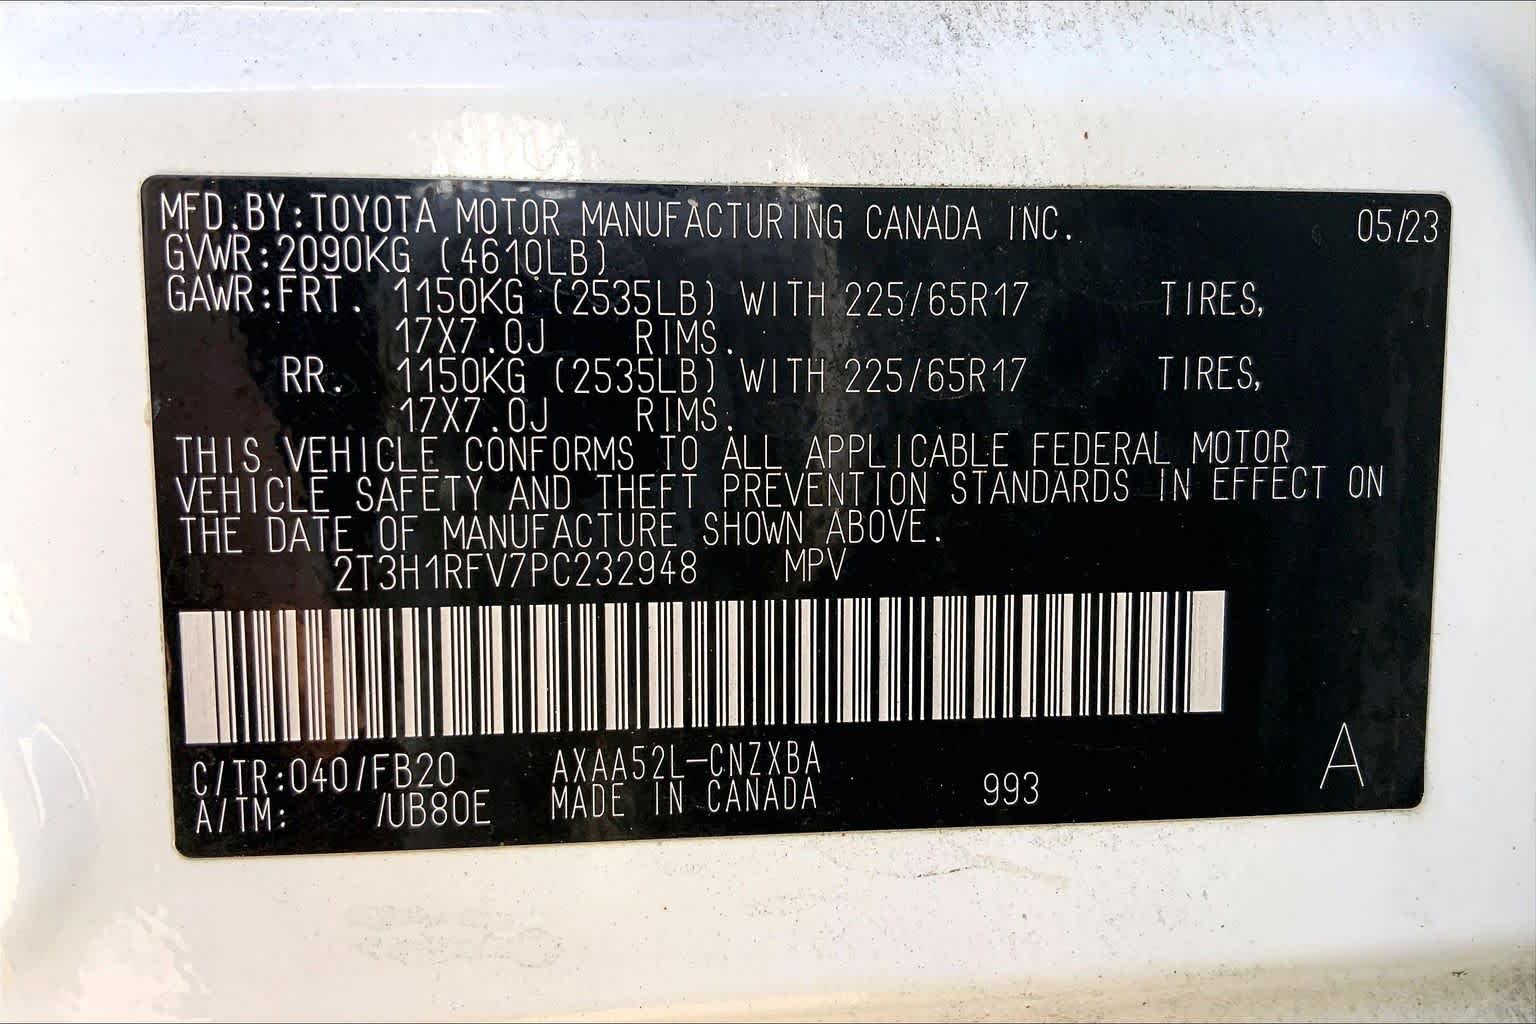 MFD.BY:TOYOTA MOTOR MANUFACTURING CANADA INC. 05/23
GVWR:2090KG (4610LB)
GAWR:FRT. 1150KG (2535LB) WITH 225/65R17 TIRES,
17X7.0J RIMS.
RR. 1150KG (2535LB) WITH 225/65R17 TIRES,
17X7.0J RIMS.
THIS VEHICLE CONFORMS TO ALL APPLICABLE FEDERAL MOTOR
VEHICLE SAFETY AND THEFT PREVENTION STANDARDS IN EFFECT ON
THE DATE OF MANUFACTURE SHOWN ABOVE.
2T3H1RFV7PC232948 MPV
C/TR:040/FB20 AXAA52L-CNZXBA
A/TM: /UB80E MADE IN CANADA 993 A